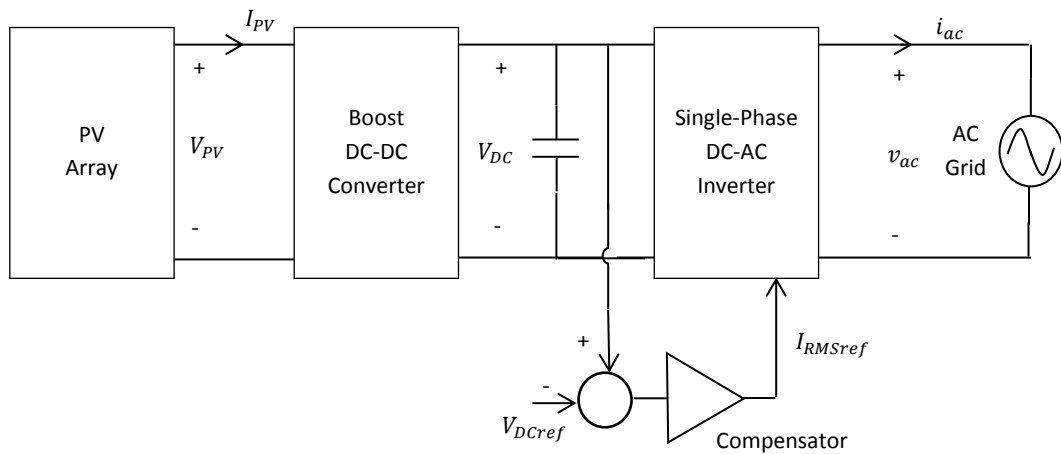 I_PV
i_ac
+
+
+
PV
Array
V_PV
Boost
DC-DC
Converter
V_DC
Single-Phase
DC-AC
Inverter
v_ac
AC
Grid
-
-
-
+
I_RMSref
-
V_DCref
Compensator